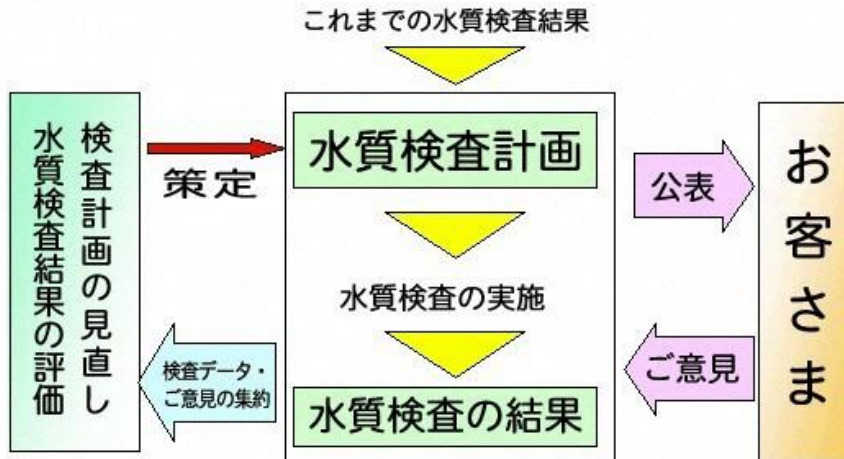 これまでの水質検査結果
検査計画の見直し
水質検査結果の評価
策定
水質検査計画
公表
お客さま
水質検査の実施
検査データ・
ご意見の集約
ご意見
水質検査の結果